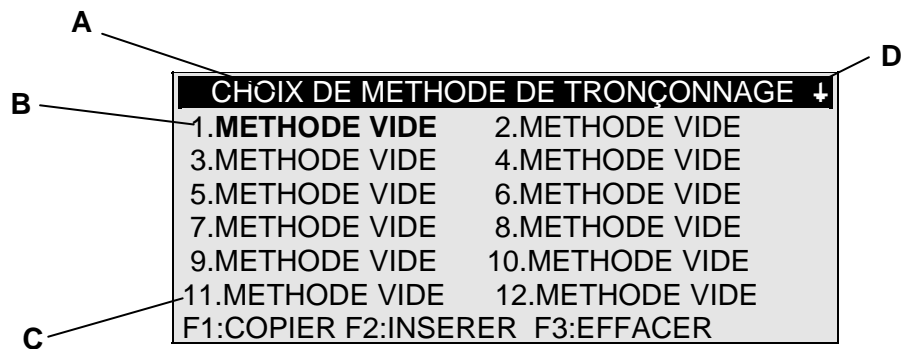 A
D
CHOIX DE METHODE DE TRONÇONNAGE ↓
B
1.METHODE VIDE 2.METHODE VIDE
3.METHODE VIDE 4.METHODE VIDE
5.METHODE VIDE 6.METHODE VIDE
7.METHODE VIDE 8.METHODE VIDE
9.METHODE VIDE 10.METHODE VIDE
11.METHODE VIDE 12.METHODE VIDE
F1:COPIER F2:INSERER F3:EFFACER
C